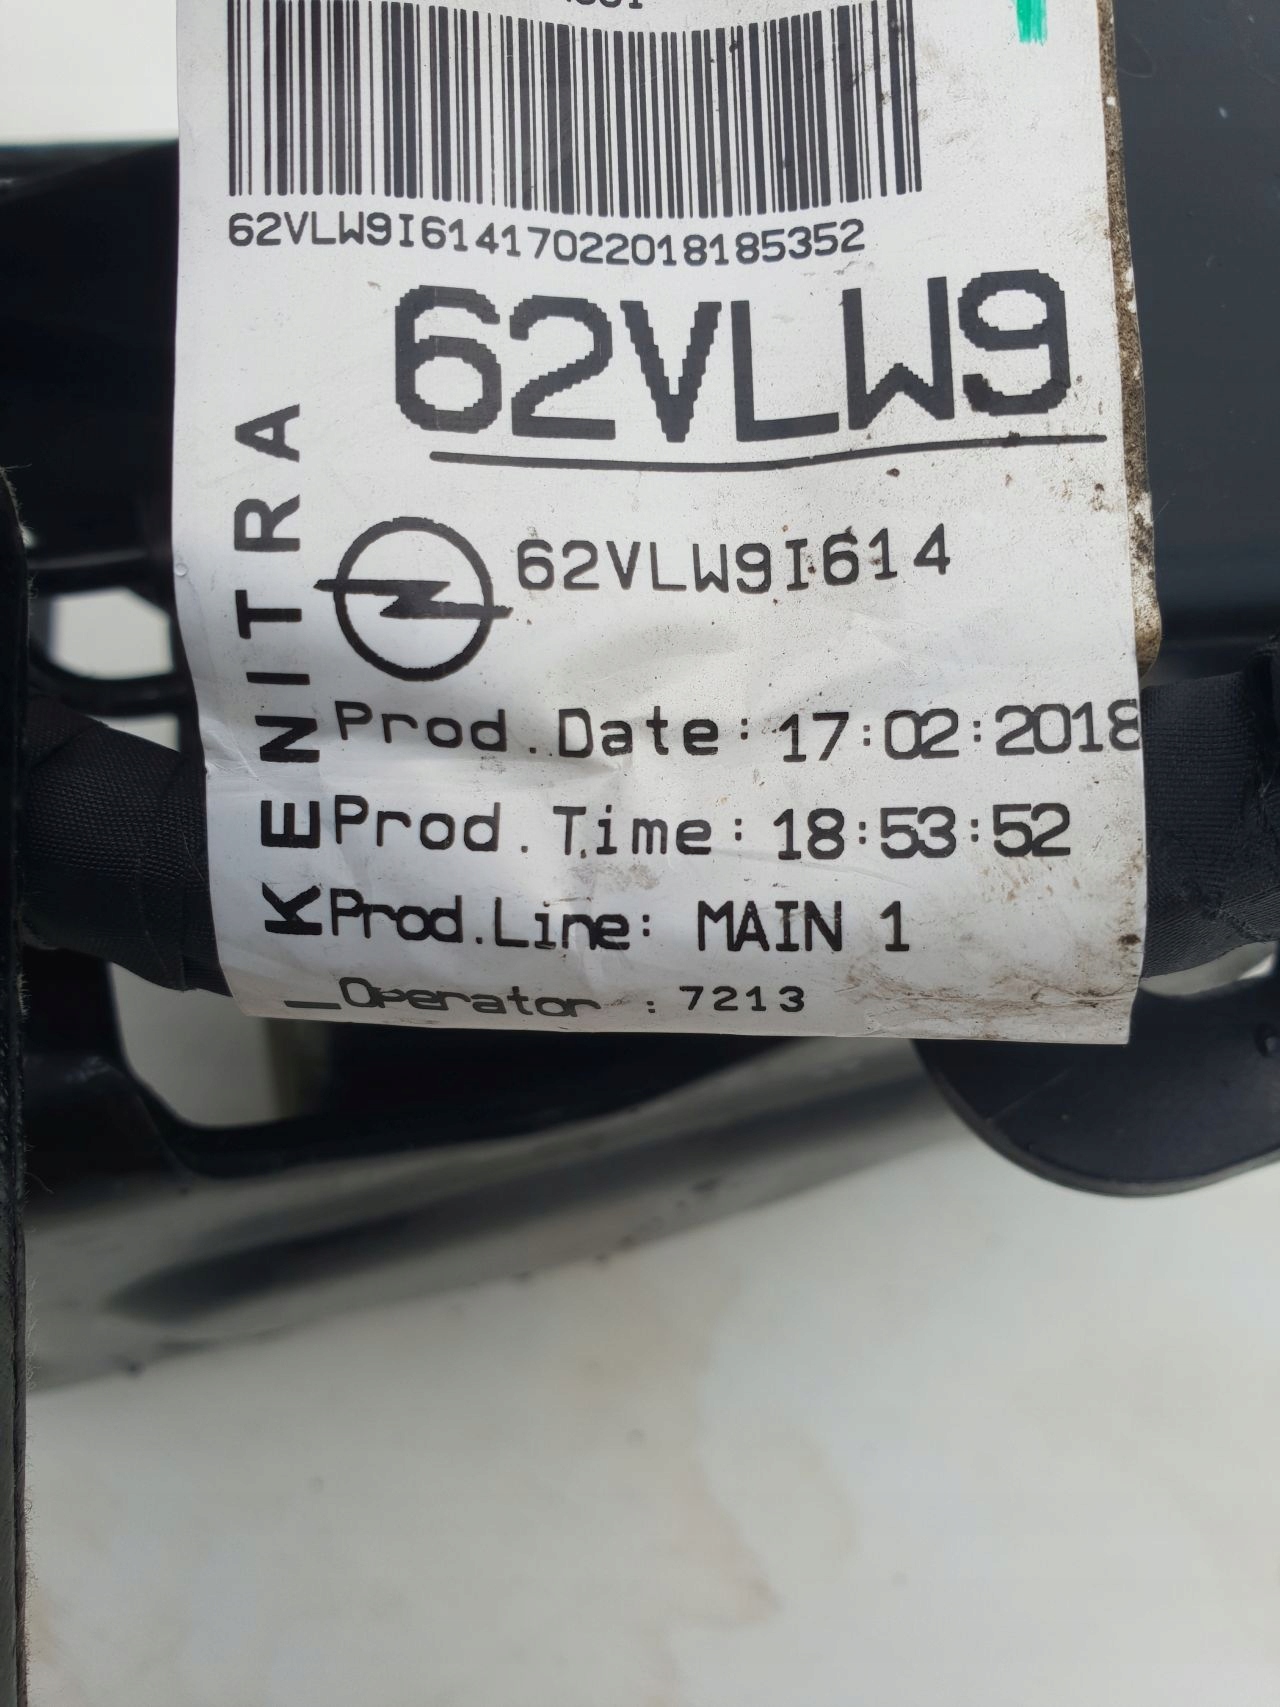 62VLW9I61417022018185352
62VLW9
62VLW9I614
KENITRA
Prod.Date: 17:02:2018
Prod.Time: 18:53:52
Prod.Line: MAIN 1
_Operator : 7213